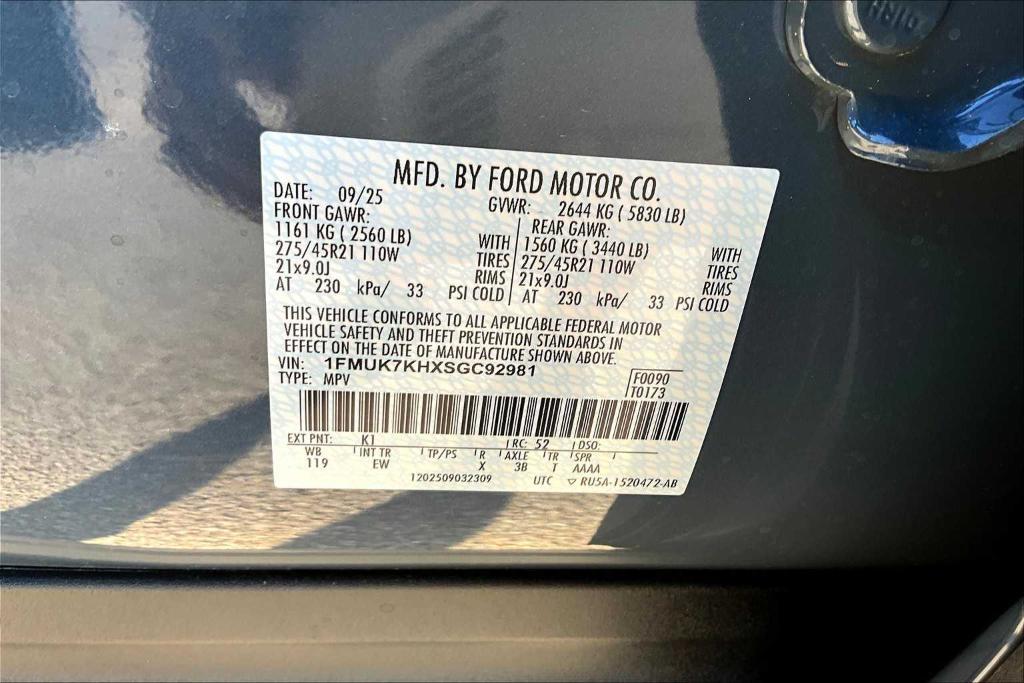 MFD. BY FORD MOTOR CO.
DATE: 09/25 GVWR: 2644 KG ( 5830 LB)
FRONT GAWR: REAR GAWR:
1161 KG ( 2560 LB) WITH 1560 KG ( 3440 LB) WITH
275/45R21 110W TIRES 275/45R21 110W TIRES
21x9.0J RIMS 21x9.0J RIMS
AT 230 kPa/ 33 PSI COLD AT 230 kPa/ 33 PSI COLD
THIS VEHICLE CONFORMS TO ALL APPLICABLE FEDERAL MOTOR
VEHICLE SAFETY AND THEFT PREVENTION STANDARDS IN
EFFECT ON THE DATE OF MANUFACTURE SHOWN ABOVE.
VIN: 1FMUK7KHXSGC92981
TYPE: MPV F0090
T0173
EXT PNT: K1 RC: 52 DSO:
WB INT TR TP/PS R AXLE TR SPR
119 EW X 3B T AAAA
1202509032309 UTC RU5A-1520472-AB